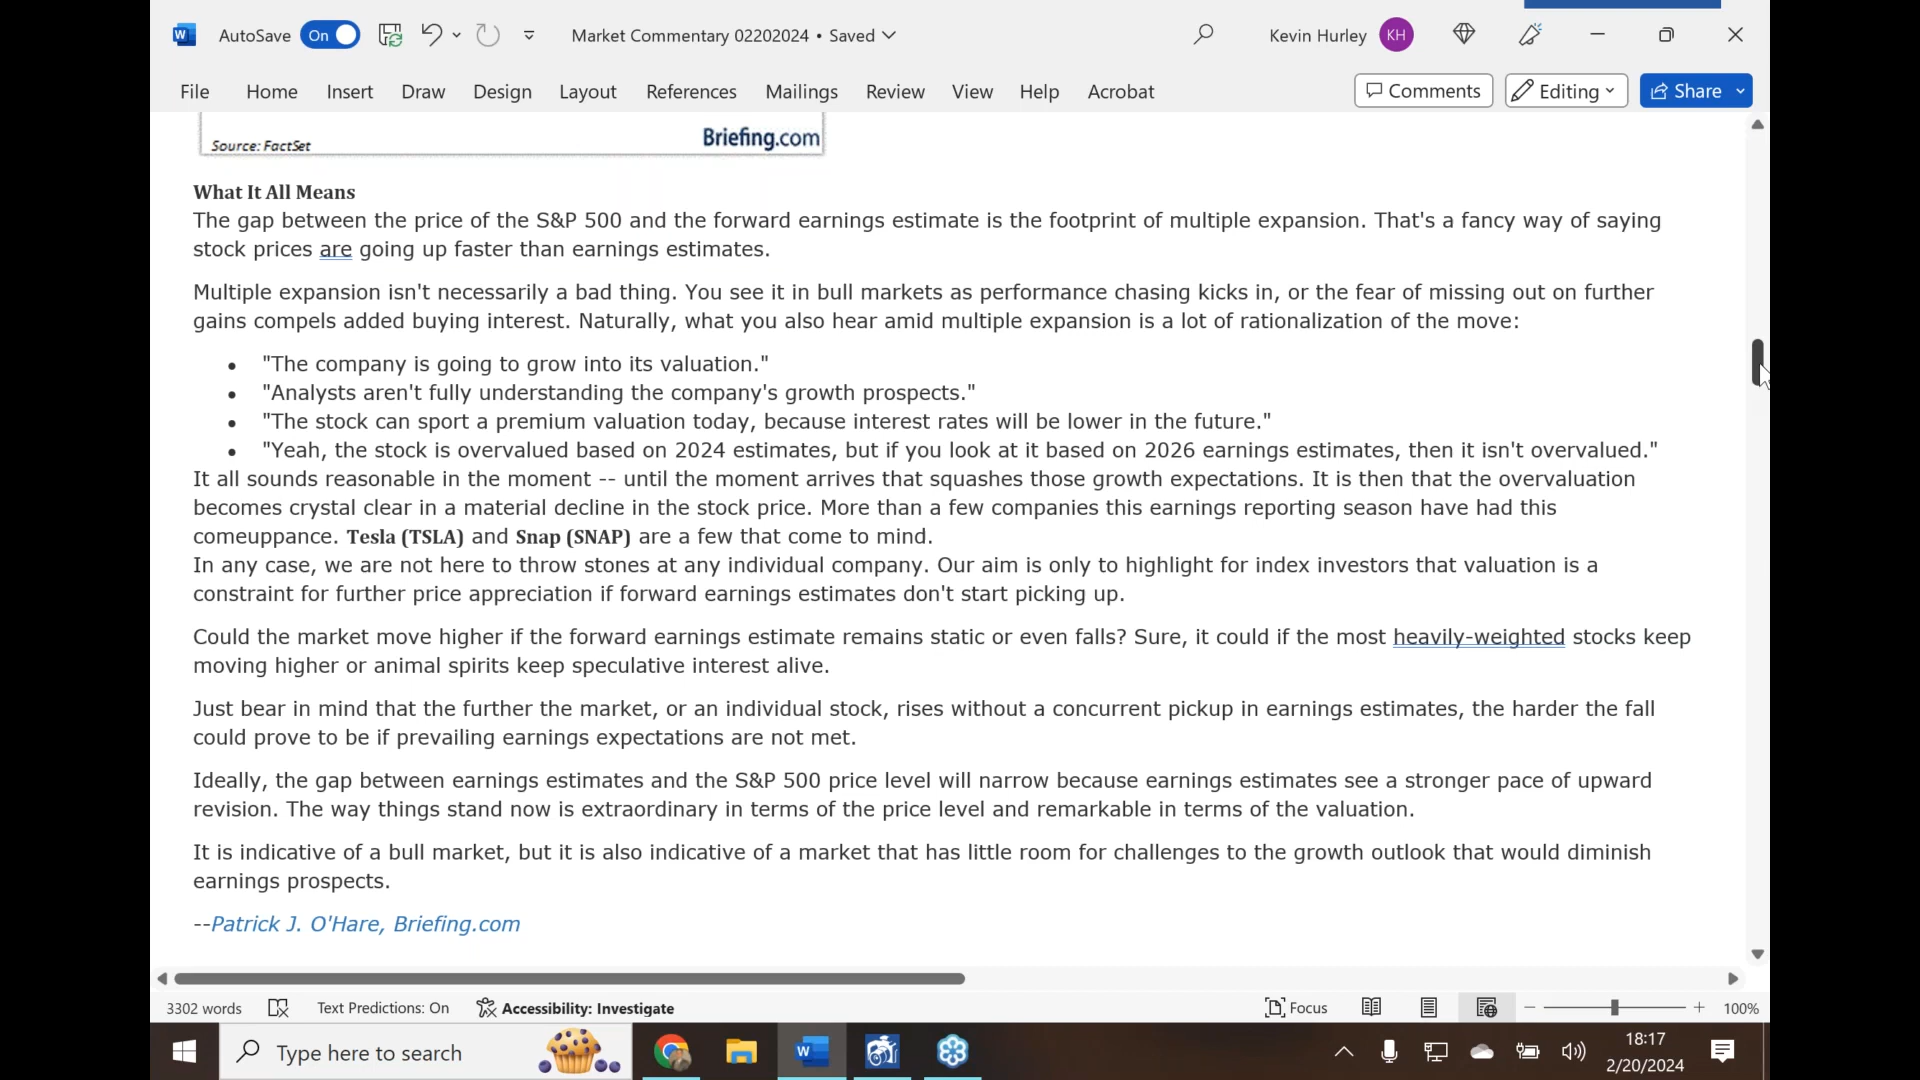 AutoSave On Market Commentary 02202024 • Saved Kevin Hurley KH
File Home Insert Draw Design Layout References Mailings Review View Help Acrobat Comments Editing Share
Source: FactSet Briefing.com
What It All Means
The gap between the price of the S&P 500 and the forward earnings estimate is the footprint of multiple expansion. That's a fancy way of saying
stock prices are going up faster than earnings estimates.
Multiple expansion isn't necessarily a bad thing. You see it in bull markets as performance chasing kicks in, or the fear of missing out on further
gains compels added buying interest. Naturally, what you also hear amid multiple expansion is a lot of rationalization of the move:
• "The company is going to grow into its valuation."
• "Analysts aren't fully understanding the company's growth prospects."
• "The stock can sport a premium valuation today, because interest rates will be lower in the future."
• "Yeah, the stock is overvalued based on 2024 estimates, but if you look at it based on 2026 earnings estimates, then it isn't overvalued."
It all sounds reasonable in the moment -- until the moment arrives that squashes those growth expectations. It is then that the overvaluation
becomes crystal clear in a material decline in the stock price. More than a few companies this earnings reporting season have had this
comeuppance. Tesla (TSLA) and Snap (SNAP) are a few that come to mind.
In any case, we are not here to throw stones at any individual company. Our aim is only to highlight for index investors that valuation is a
constraint for further price appreciation if forward earnings estimates don't start picking up.
Could the market move higher if the forward earnings estimate remains static or even falls? Sure, it could if the most heavily-weighted stocks keep
moving higher or animal spirits keep speculative interest alive.
Just bear in mind that the further the market, or an individual stock, rises without a concurrent pickup in earnings estimates, the harder the fall
could prove to be if prevailing earnings expectations are not met.
Ideally, the gap between earnings estimates and the S&P 500 price level will narrow because earnings estimates see a stronger pace of upward
revision. The way things stand now is extraordinary in terms of the price level and remarkable in terms of the valuation.
It is indicative of a bull market, but it is also indicative of a market that has little room for challenges to the growth outlook that would diminish
earnings prospects.
--Patrick J. O'Hare, Briefing.com
3302 words Text Predictions: On Accessibility: Investigate Focus 100%
Type here to search 18:17
2/20/2024